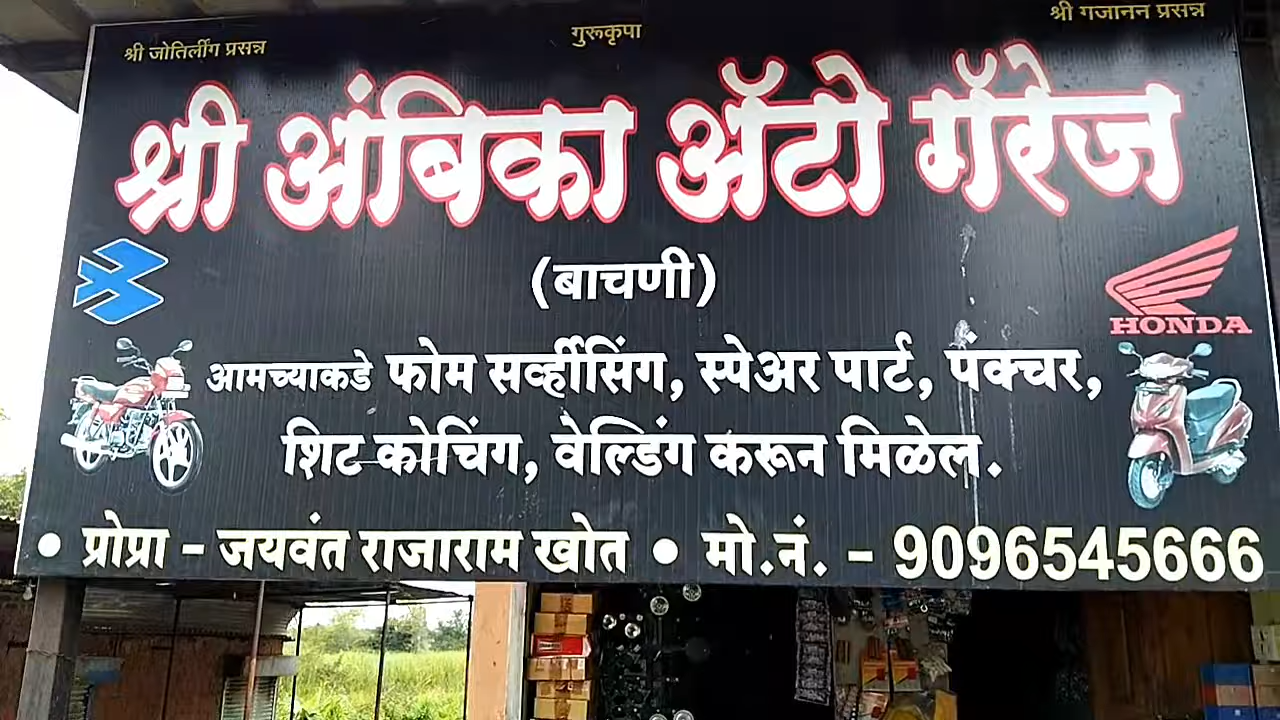 श्री जोतिर्लींग प्रसन्न
गुरूकृपा
श्री गजानन प्रसन्न
श्री अंबिका ॲटो गॅरेज
(बाचणी)
HONDA
आमच्याकडे फोम सर्व्हीसिंग, स्पेअर पार्ट, पंक्चर,
शिट कोचिंग, वेल्डिंग करून मिळेल.
• प्रोप्रा - जयवंत राजाराम खोत • मो.नं. - 9096545666